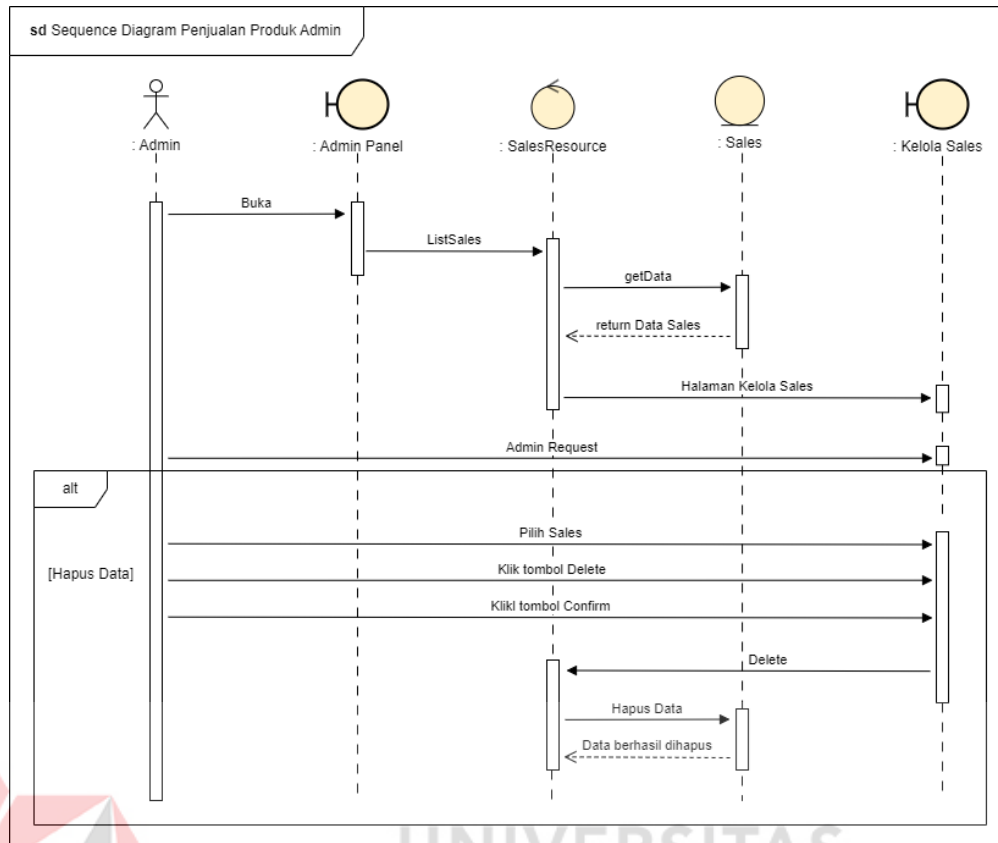 sd Sequence Diagram Penjualan Produk Admin
: Admin
: Admin Panel
: SalesResource
: Sales
: Kelola Sales
Buka
ListSales
getData
return Data Sales
Halaman Kelola Sales
Admin Request
alt
Pilih Sales
[Hapus Data]
Klik tombol Delete
Klikl tombol Confirm
Delete
Hapus Data
Data berhasil dihapus
UNIVERSITAS